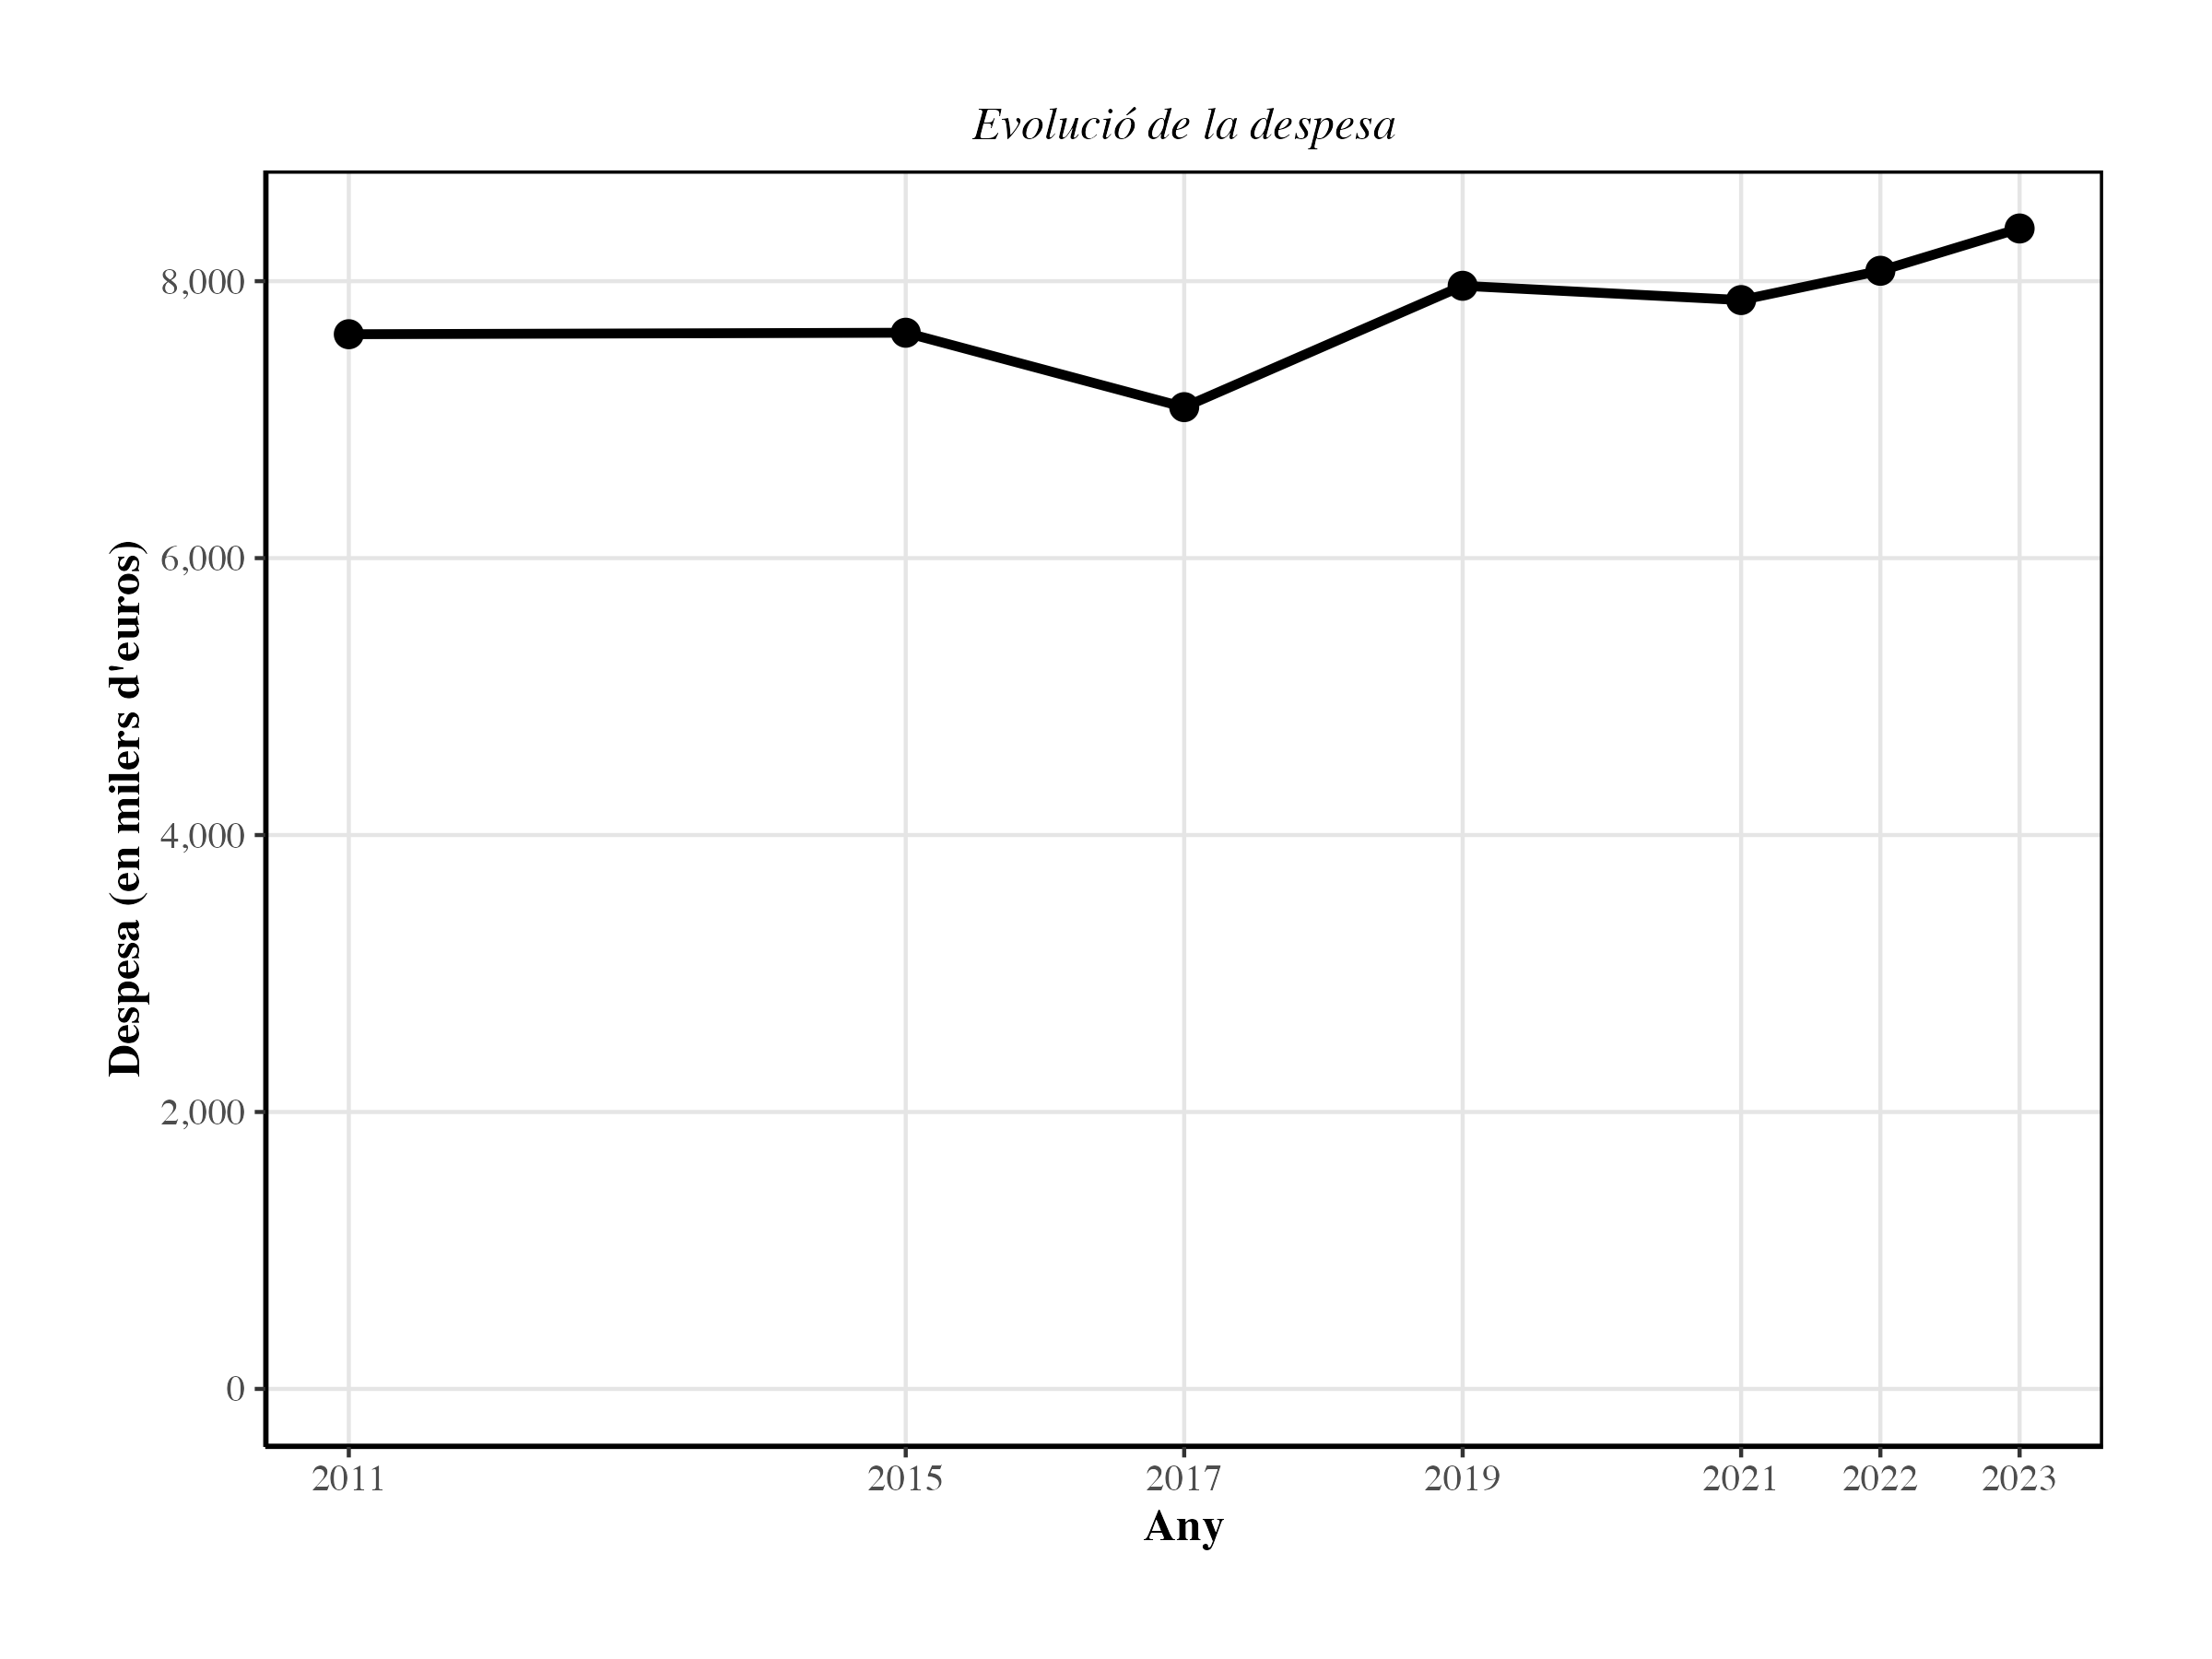 Evolució de la despesa
Despesa (en milers d'euros)
8,000
6,000
4,000
2,000
0
2011 2015 2017 2019 2021 2022 2023
Any